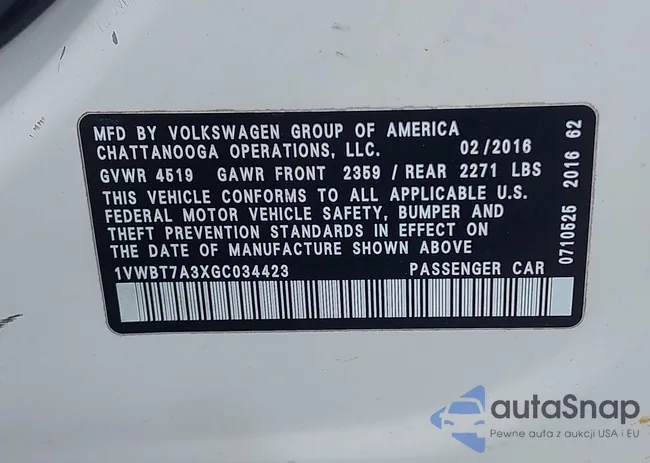 MFD BY VOLKSWAGEN GROUP OF AMERICA
CHATTANOOGA OPERATIONS, LLC. 02/2016
GVWR 4519 GAWR FRONT 2359 / REAR 2271 LBS
THIS VEHICLE CONFORMS TO ALL APPLICABLE U.S.
FEDERAL MOTOR VEHICLE SAFETY, BUMPER AND
THEFT PREVENTION STANDARDS IN EFFECT ON
THE DATE OF MANUFACTURE SHOWN ABOVE
1VWBT7A3XGC034423 PASSENGER CAR
0710525 2016 62
autoSnap
Pewne auta z aukcji USA i EU